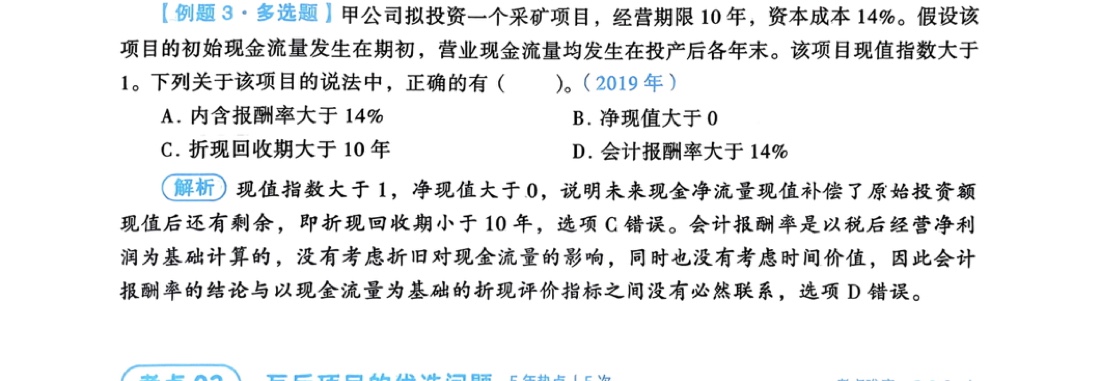 【例题3·多选题】甲公司拟投资一个采矿项目，经营期限10年，资本成本14%。假设该
项目的初始现金流量发生在期初，营业现金流量均发生在投产后各年末。该项目现值指数大于
1。下列关于该项目的说法中，正确的有（　　）。（2019年）
A. 内含报酬率大于14%　　B. 净现值大于0
C. 折现回收期大于10年　　D. 会计报酬率大于14%
解析 现值指数大于1，净现值大于0，说明未来现金净流量现值补偿了原始投资额
现值后还有剩余，即折现回收期小于10年，选项C错误。会计报酬率是以税后经营净利
润为基础计算的，没有考虑折旧对现金流量的影响，同时也没有考虑时间价值，因此会计
报酬率的结论与以现金流量为基础的折现评价指标之间没有必然联系，选项D错误。